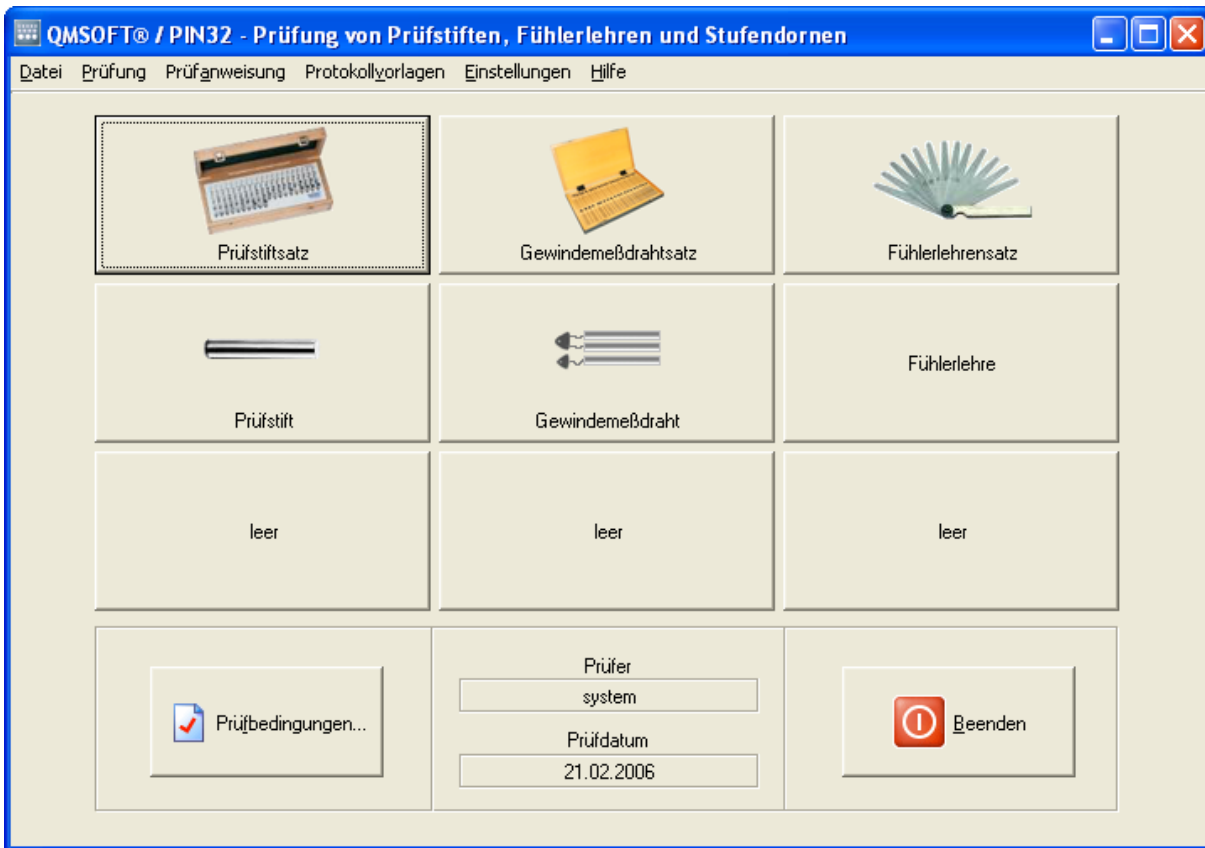 QMSOFT® / PIN32 - Prüfung von Prüfstiften, Fühlerlehren und Stufendornen
Datei Prüfung Prüfanweisung Protokollvorlagen Einstellungen Hilfe
Prüfstiftsatz
Gewindemeßdrahtsatz
Fühlerlehrensatz
Prüfstift
Gewindemeßdraht
Fühlerlehre
leer
leer
leer
Prüfbedingungen...
Prüfer
system
Prüfdatum
21.02.2006
Beenden